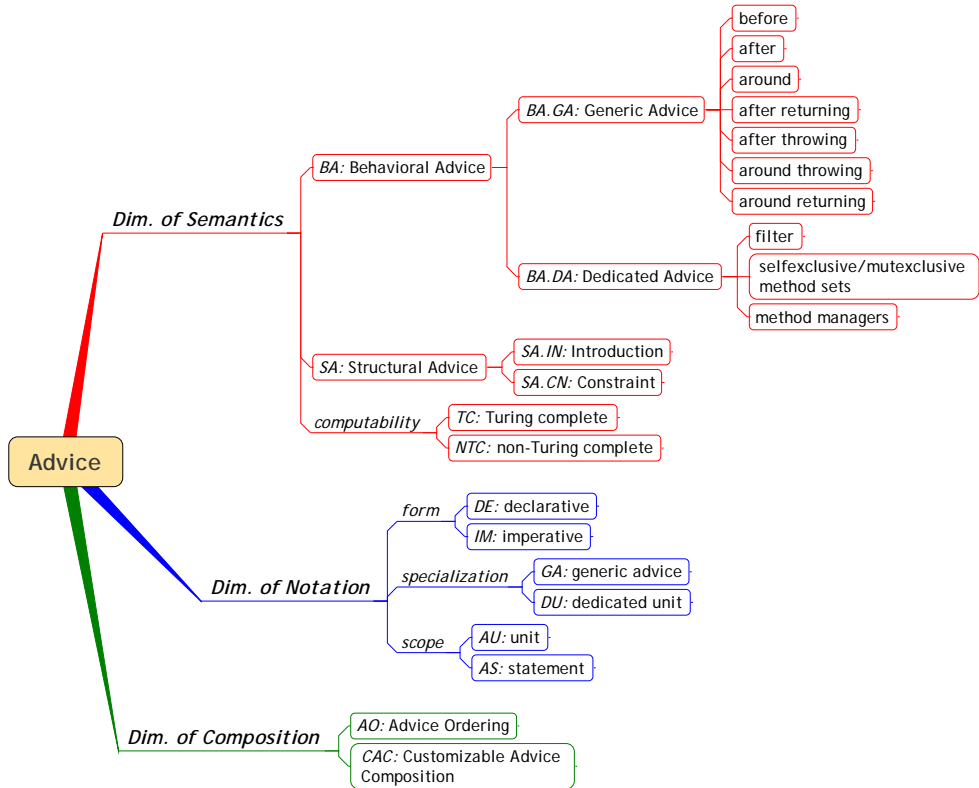 Advice
Dim. of Semantics
BA: Behavioral Advice
BA.GA: Generic Advice
before
after
around
after returning
after throwing
around throwing
around returning
BA.DA: Dedicated Advice
filter
selfexclusive/mutexclusive
method sets
method managers
SA: Structural Advice
SA.IN: Introduction
SA.CN: Constraint
computability
TC: Turing complete
NTC: non-Turing complete
Dim. of Notation
form
DE: declarative
IM: imperative
specialization
GA: generic advice
DU: dedicated unit
scope
AU: unit
AS: statement
Dim. of Composition
AO: Advice Ordering
CAC: Customizable Advice
Composition